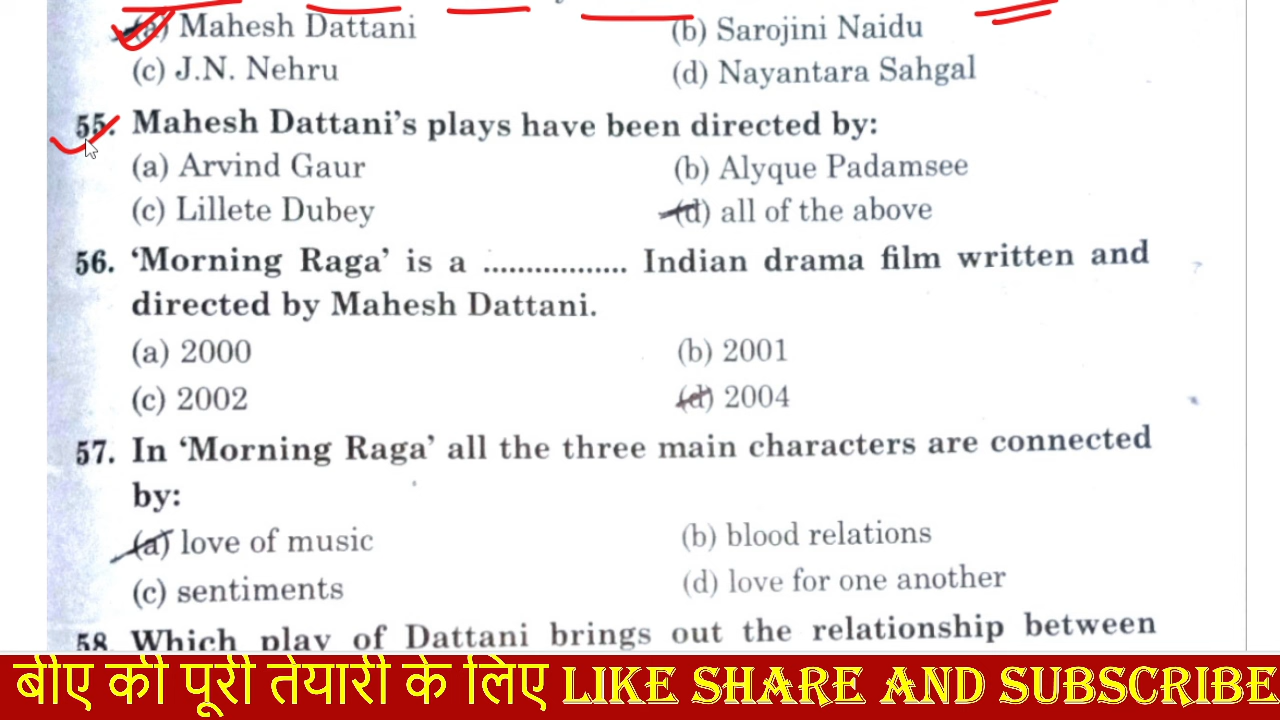 (a) Mahesh Dattani (b) Sarojini Naidu
(c) J.N. Nehru (d) Nayantara Sahgal
55. Mahesh Dattani's plays have been directed by:
(a) Arvind Gaur (b) Alyque Padamsee
(c) Lillete Dubey (d) all of the above
56. 'Morning Raga' is a ................. Indian drama film written and
directed by Mahesh Dattani.
(a) 2000 (b) 2001
(c) 2002 (d) 2004
57. In 'Morning Raga' all the three main characters are connected
by:
(a) love of music (b) blood relations
(c) sentiments (d) love for one another
58. Which play of Dattani brings out the relationship between
बीए की पूरी तैयारी के लिए LIKE SHARE AND SUBSCRIBE